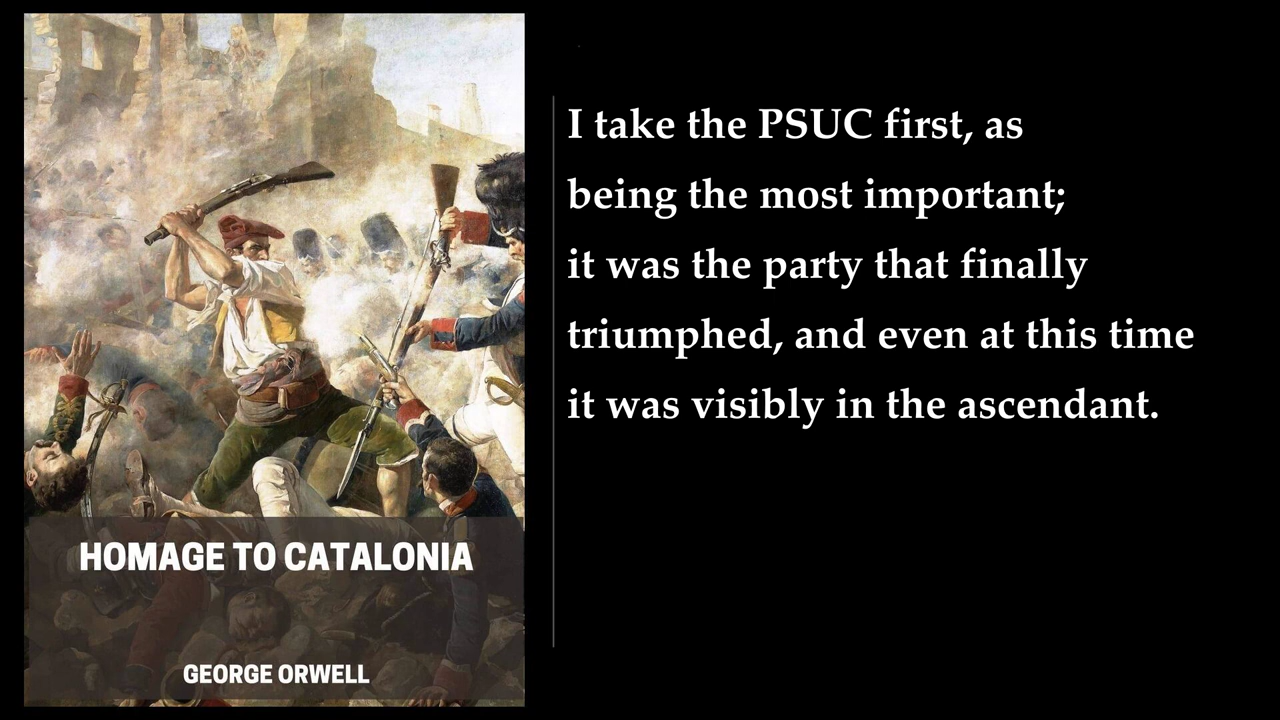 I take the PSUC first, as
being the most important;
it was the party that finally
triumphed, and even at this time
it was visibly in the ascendant.
HOMAGE TO CATALONIA
GEORGE ORWELL